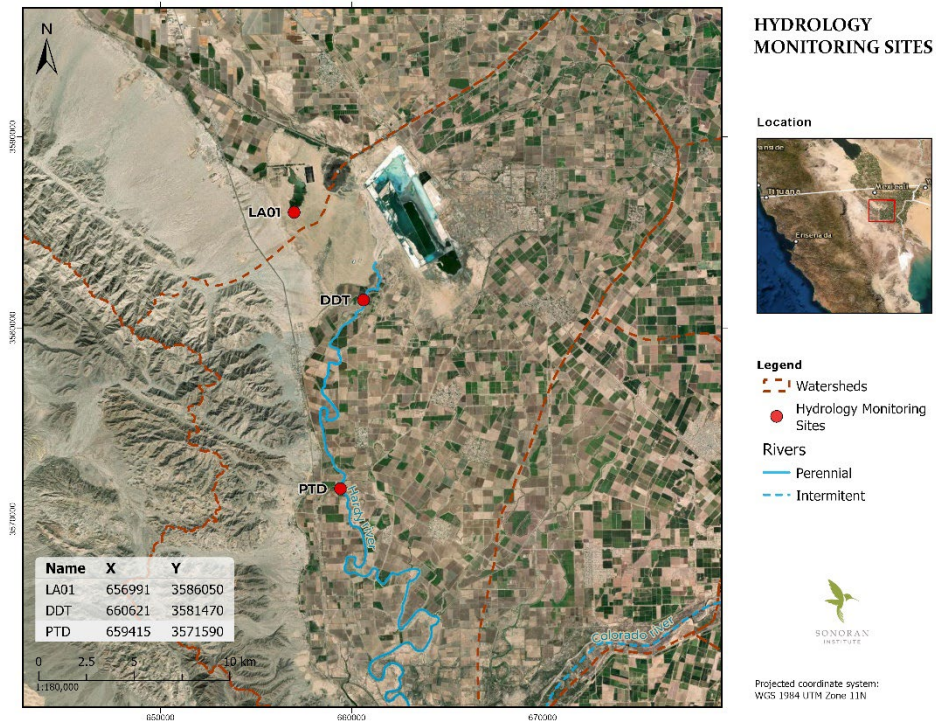 HYDROLOGY
MONITORING SITES
N
3590000
3580000
3570000
LA01
DDT
PTD
Hardy river
Colorado river
Name X Y
LA01 656991 3586050
DDT 660621 3581470
PTD 659415 3571590
0 2.5 5 10 km
1:180,000
650000 660000 670000
Location
Tijuana
Mexicali
Ensenada
Legend
Watersheds
Hydrology Monitoring
Sites
Rivers
Perennial
Intermitent
SONORAN
INSTITUTE
Projected coordinate system:
WGS 1984 UTM Zone 11N